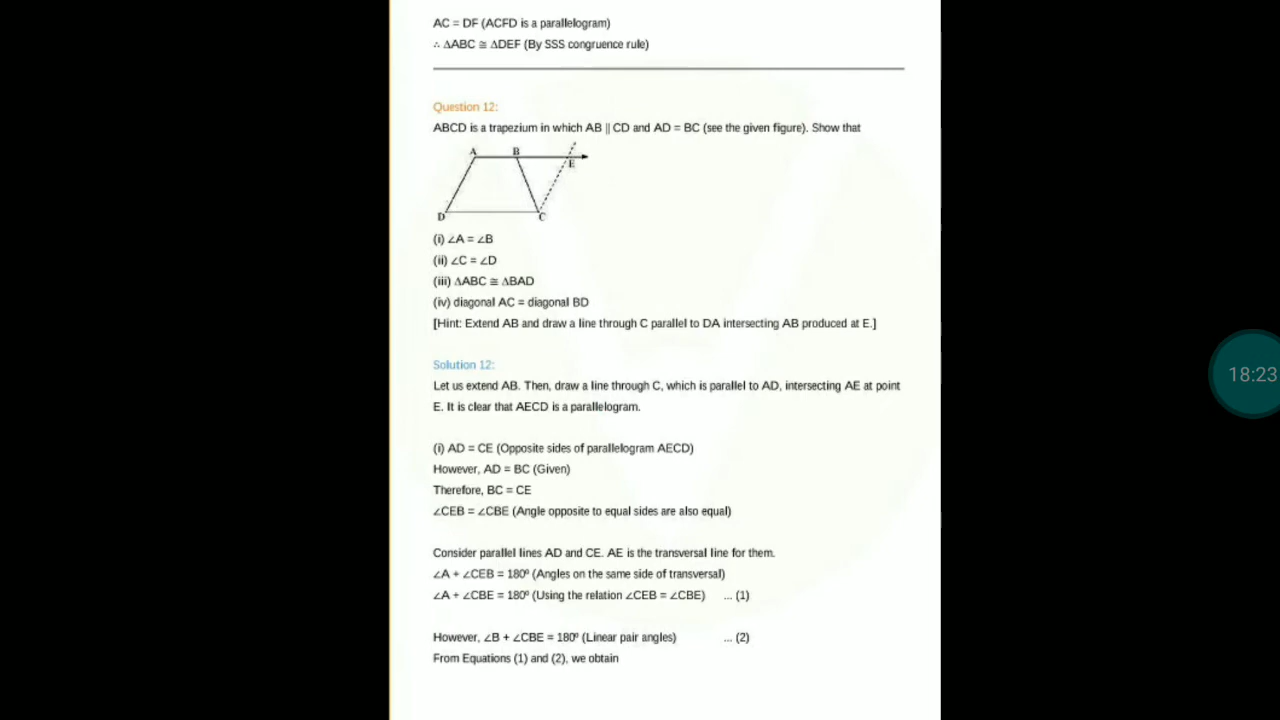 AC = DF (ACFD is a parallelogram)
∴ ΔABC ≅ ΔDEF (By SSS congruence rule)
Question 12:
ABCD is a trapezium in which AB || CD and AD = BC (see the given figure). Show that
A B
E
D C
(i) ∠A = ∠B
(ii) ∠C = ∠D
(iii) ΔABC ≅ ΔBAD
(iv) diagonal AC = diagonal BD
[Hint: Extend AB and draw a line through C parallel to DA intersecting AB produced at E.]
Solution 12:
Let us extend AB. Then, draw a line through C, which is parallel to AD, intersecting AE at point
E. It is clear that AECD is a parallelogram.
(i) AD = CE (Opposite sides of parallelogram AECD)
However, AD = BC (Given)
Therefore, BC = CE
∠CEB = ∠CBE (Angle opposite to equal sides are also equal)
Consider parallel lines AD and CE. AE is the transversal line for them.
∠A + ∠CEB = 180º (Angles on the same side of transversal)
∠A + ∠CBE = 180º (Using the relation ∠CEB = ∠CBE) ... (1)
However, ∠B + ∠CBE = 180º (Linear pair angles) ... (2)
From Equations (1) and (2), we obtain
18:23